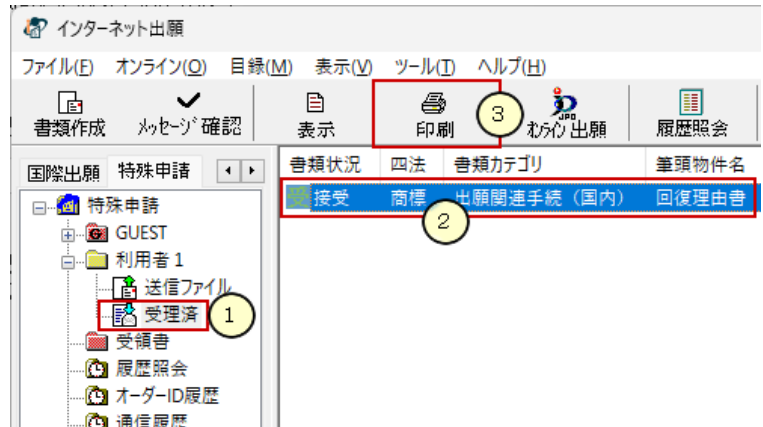 インターネット出願
ファイル(F) オンライン(O) 目録(M) 表示(V) ツール(T) ヘルプ(H)
書類作成 メッセージ確認 表示 印刷 オンライン出願 履歴照会
3
国際出願 特殊申請
書類状況 四法 書類カテゴリ 筆頭物件名
受 接受 商標 出願関連手続（国内） 回復理由書
2
特殊申請
GUEST
利用者1
送信ファイル
受理済 1
受領書
履歴照会
オーダーID履歴
通信履歴